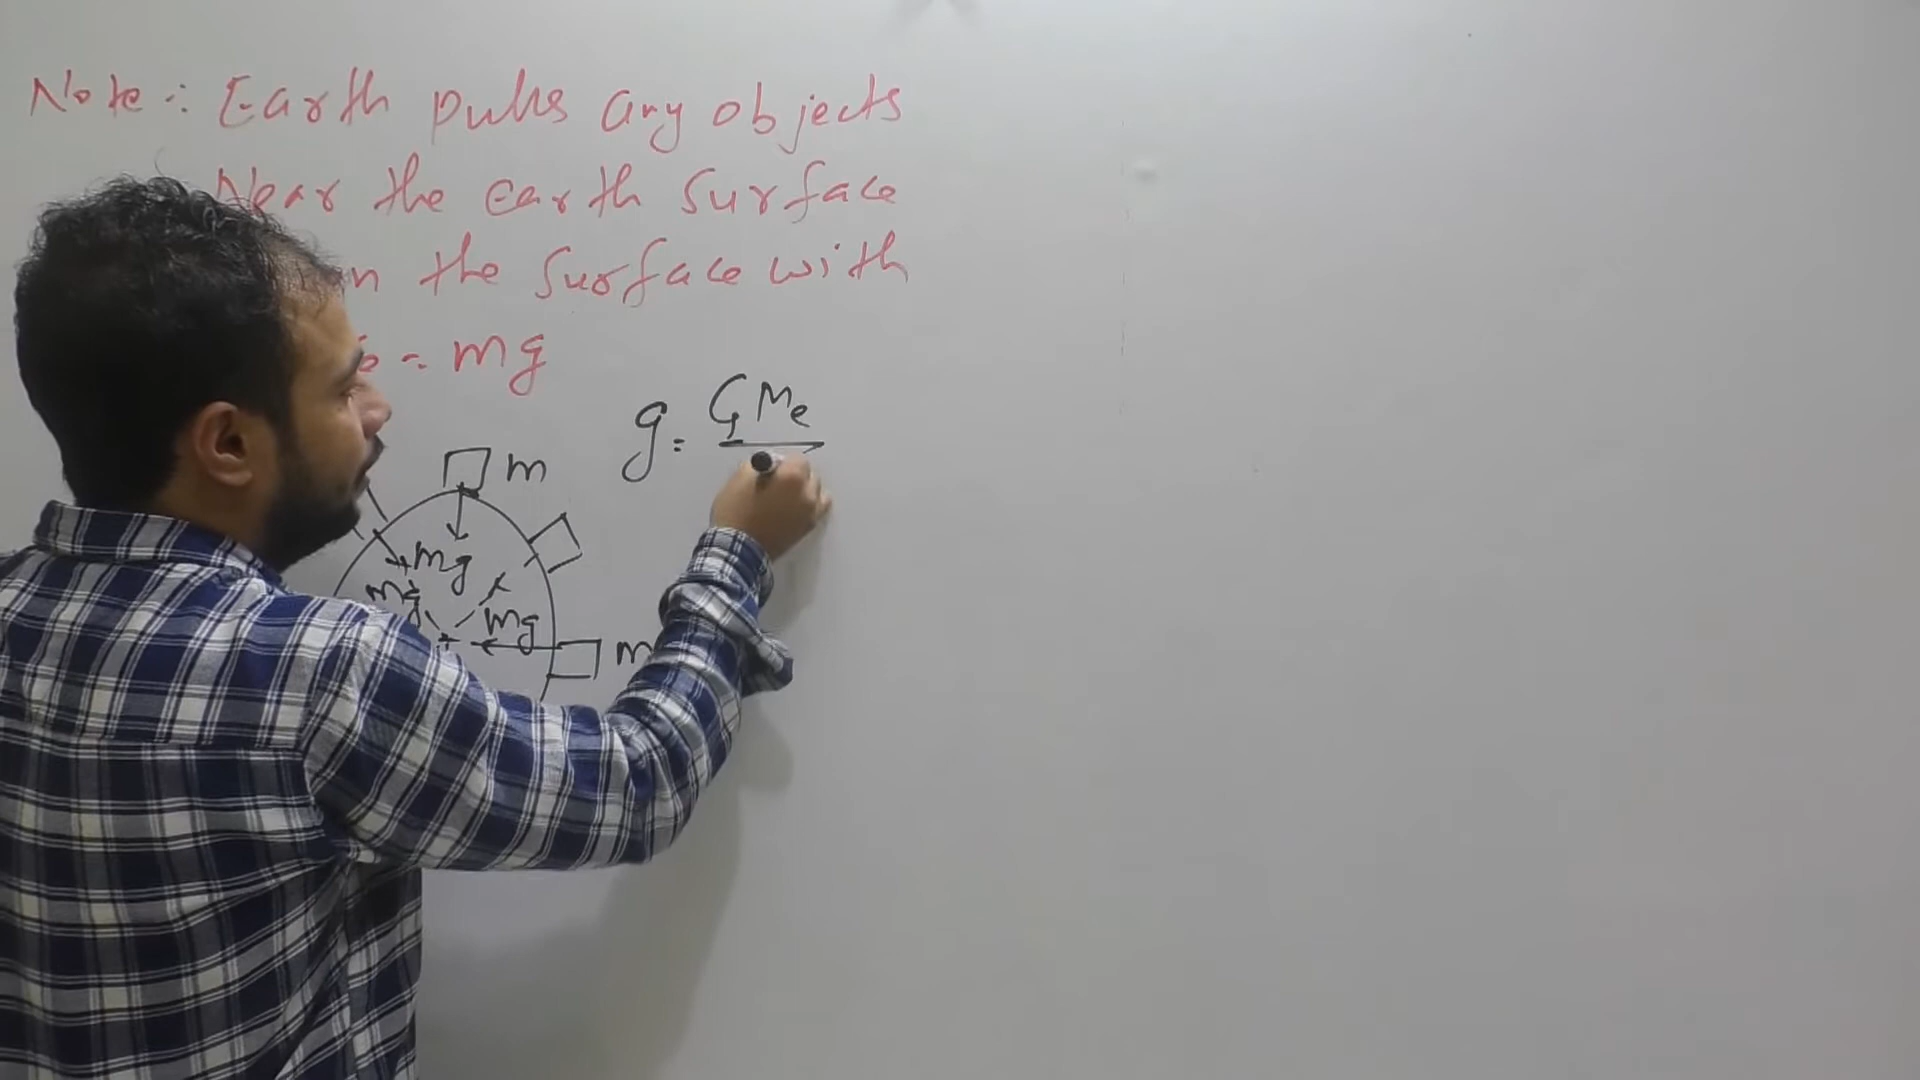 Note : Earth pulls any objects
Near the earth surface
the surface with
= mg
g = GMe
m
mg
mg
mg
m